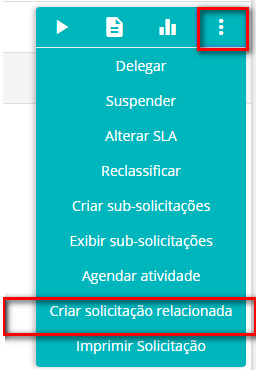 Delegar
Suspender
Alterar SLA
Reclassificar
Criar sub-solicitações
Exibir sub-solicitações
Agendar atividade
Criar solicitação relacionada
Imprimir Solicitação